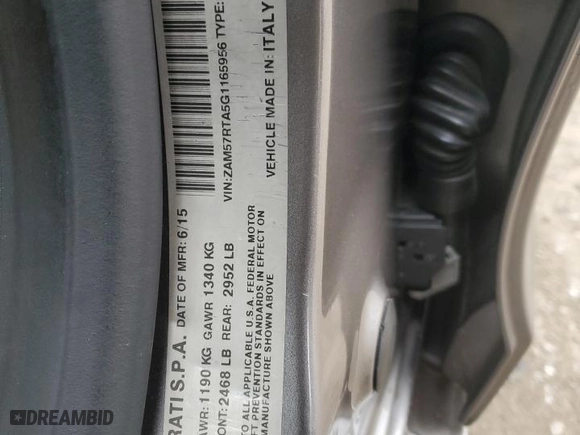 RATI S.P.A. DATE OF MFR: 6/15
AWR: 1190 KG GAWR 1340 KG
ONT: 2468 LB REAR: 2952 LB
VIN:ZAM57RTA5G1165956 TYPE:
VEHICLE MADE IN: ITALY
TO ALL APPLICABLE U.S.A. FEDERAL MOTOR
FT PREVENTION STANDARDS IN EFFECT ON
MANUFACTURE SHOWN ABOVE
DREAMBID